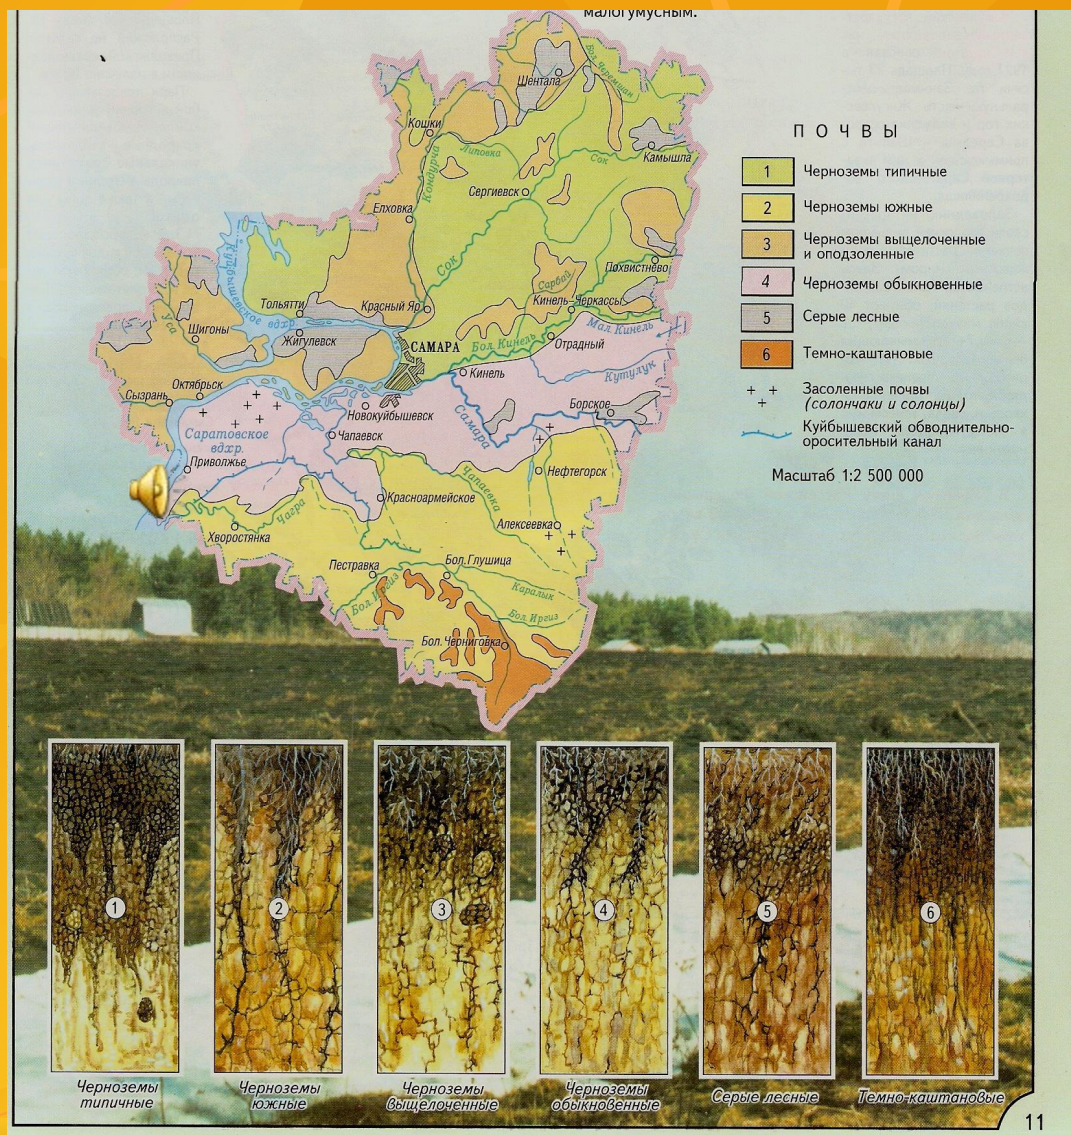 малогумусным.
Шентала
Бол. Черемшан
Кошки
Кондурча
Липовка
Сок
Камышла
Сергиевск
Елховка
Сок
Похвистнево
Куйбышевское вдхр.
Тольятти
Красный Яр
Сарбай
Кинель-Черкассы
Уса
Шигоны
Жигулевск
САМАРА
Бол. Кинель
Мал. Кинель
Отрадный
Кинель
Кутулук
Октябрьск
Сызрань
Новокуйбышевск
Самара
Борское
Саратовское
вдхр.
Чапаевск
Приволжье
Чапаевка
Нефтегорск
Красноармейское
Чагра
Алексеевка
Хворостянка
Пестравка
Бол. Глушица
Бол. Иргиз
Каралык
Бол. Иргиз
Бол. Черниговка
ПОЧВЫ
1 Черноземы типичные
2 Черноземы южные
3 Черноземы выщелоченные
и оподзоленные
4 Черноземы обыкновенные
5 Серые лесные
6 Темно-каштановые
Засоленные почвы
(солончаки и солонцы)
Куйбышевский обводнительно-
оросительный канал
Масштаб 1:2 500 000
1
2
3
4
5
6
Черноземы
типичные
Черноземы
южные
Черноземы
выщелоченные
Черноземы
обыкновенные
Серые лесные
Темно-каштановые
11